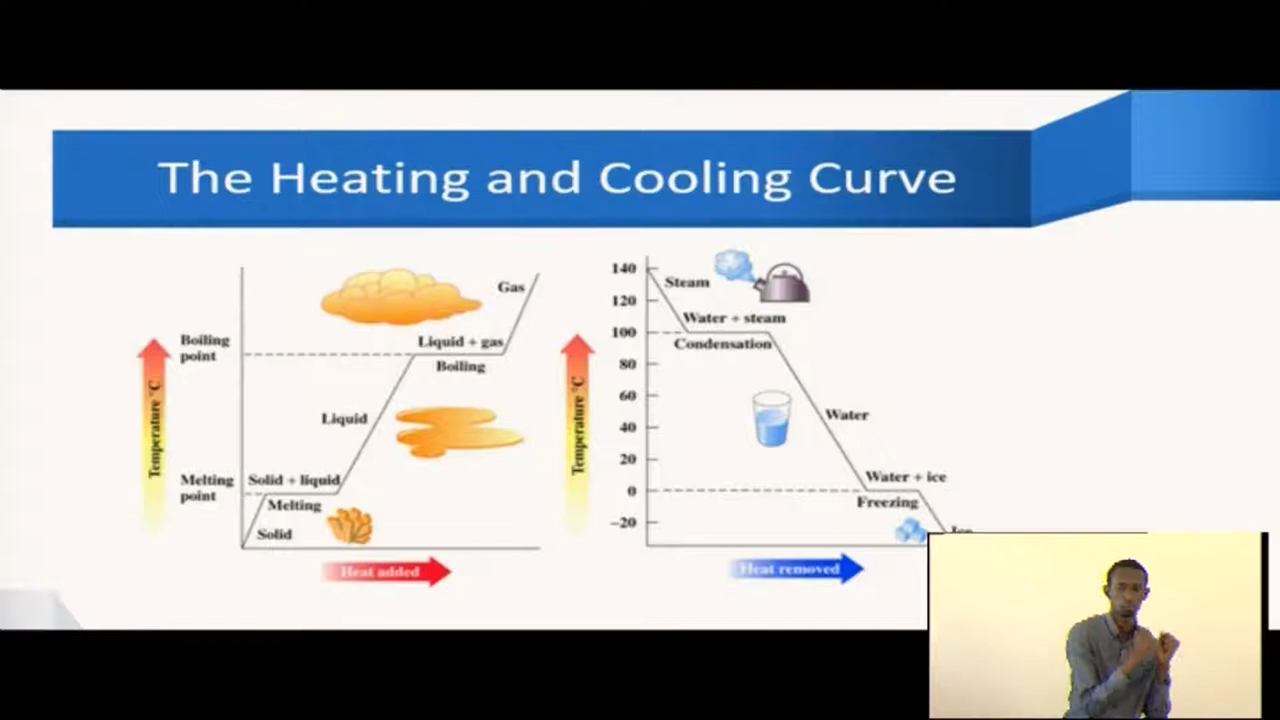 The Heating and Cooling Curve
Gas
Boiling
point
Liquid + gas
Boiling
Temperature °C
Liquid
Melting
point
Solid + liquid
Melting
Solid
Heat added
140
120
100
80
60
40
20
0
−20
Steam
Water + steam
Condensation
Temperature °C
Water
Water + ice
Freezing
Ice
Heat removed